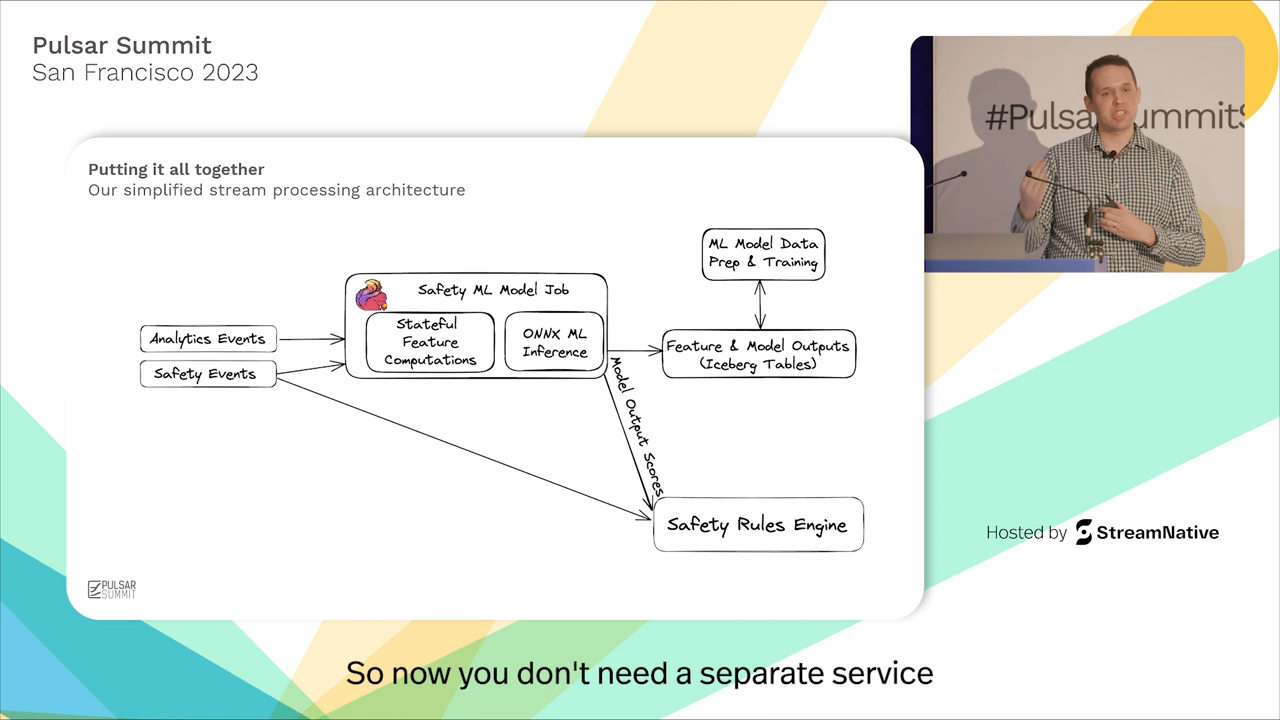 Pulsar Summit
San Francisco 2023
#PulsarSummitS
Putting it all together
Our simplified stream processing architecture
ML Model Data
Prep & Training
Safety ML Model Job
Stateful
Feature
Computations
ONNX ML
Inference
Analytics Events
Safety Events
Feature & Model Outputs
(Iceberg Tables)
Model Output Scores
Safety Rules Engine
Hosted by StreamNative
PULSAR
SUMMIT
So now you don't need a separate service